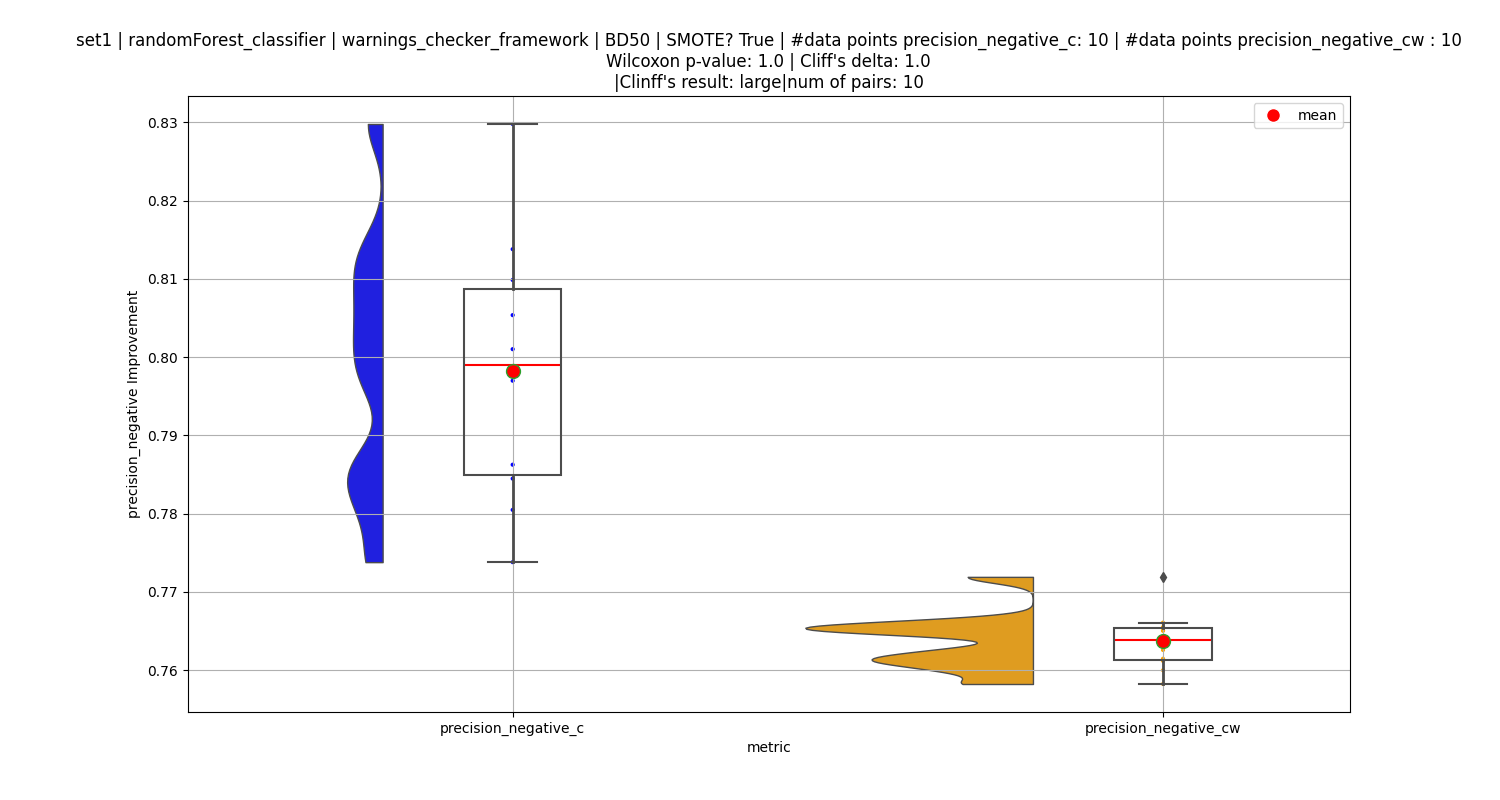 set1 | randomForest_classifier | warnings_checker_framework | BD50 | SMOTE? True | #data points precision_negative_c: 10 | #data points precision_negative_cw : 10
Wilcoxon p-value: 1.0 | Cliff's delta: 1.0
|Clinff's result: large|num of pairs: 10
mean
0.83
0.82
0.81
0.80
0.79
0.78
0.77
0.76
precision_negative Improvement
precision_negative_c
precision_negative_cw
metric